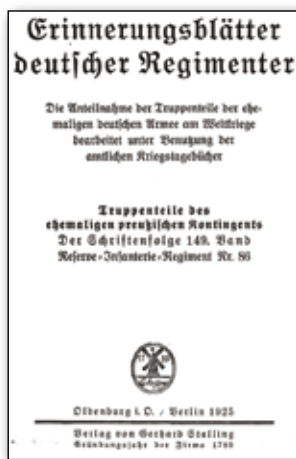 Erinnerungsblätter
deutscher Regimenter
Die Anteilnahme der Truppenteile der ehe-
maligen deutschen Armee am Weltkriege
bearbeitet unter Benutzung der
amtlichen Kriegstagebücher
Truppenteile des
ehemaligen preußischen Kontingents
Der Schriftenfolge 149. Band
Reserve-Infanterie-Regiment Nr. 86
Oldenburg i. O. / Berlin 1925
Verlag von Gerhard Stalling
Gründungsjahr der Firma 1789